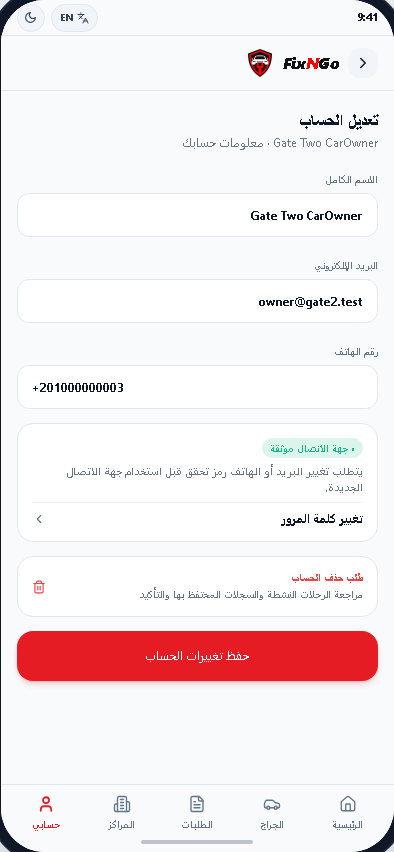 9:41
EN
FixNGo
تعديل الحساب
Gate Two CarOwner · معلومات حسابك
الاسم الكامل
Gate Two CarOwner
البريد الإلكتروني
owner@gate2.test
رقم الهاتف
+201000000003
• جهة الاتصال موثقة
يتطلب تغيير البريد أو الهاتف رمز تحقق قبل استخدام جهة الاتصال
الجديدة.
تغيير كلمة المرور
طلب حذف الحساب
مراجعة الرحلات النشطة والسجلات المحتفظ بها والتأكيد
حفظ تغييرات الحساب
الرئيسية
الجراج
الطلبات
المراكز
حسابي